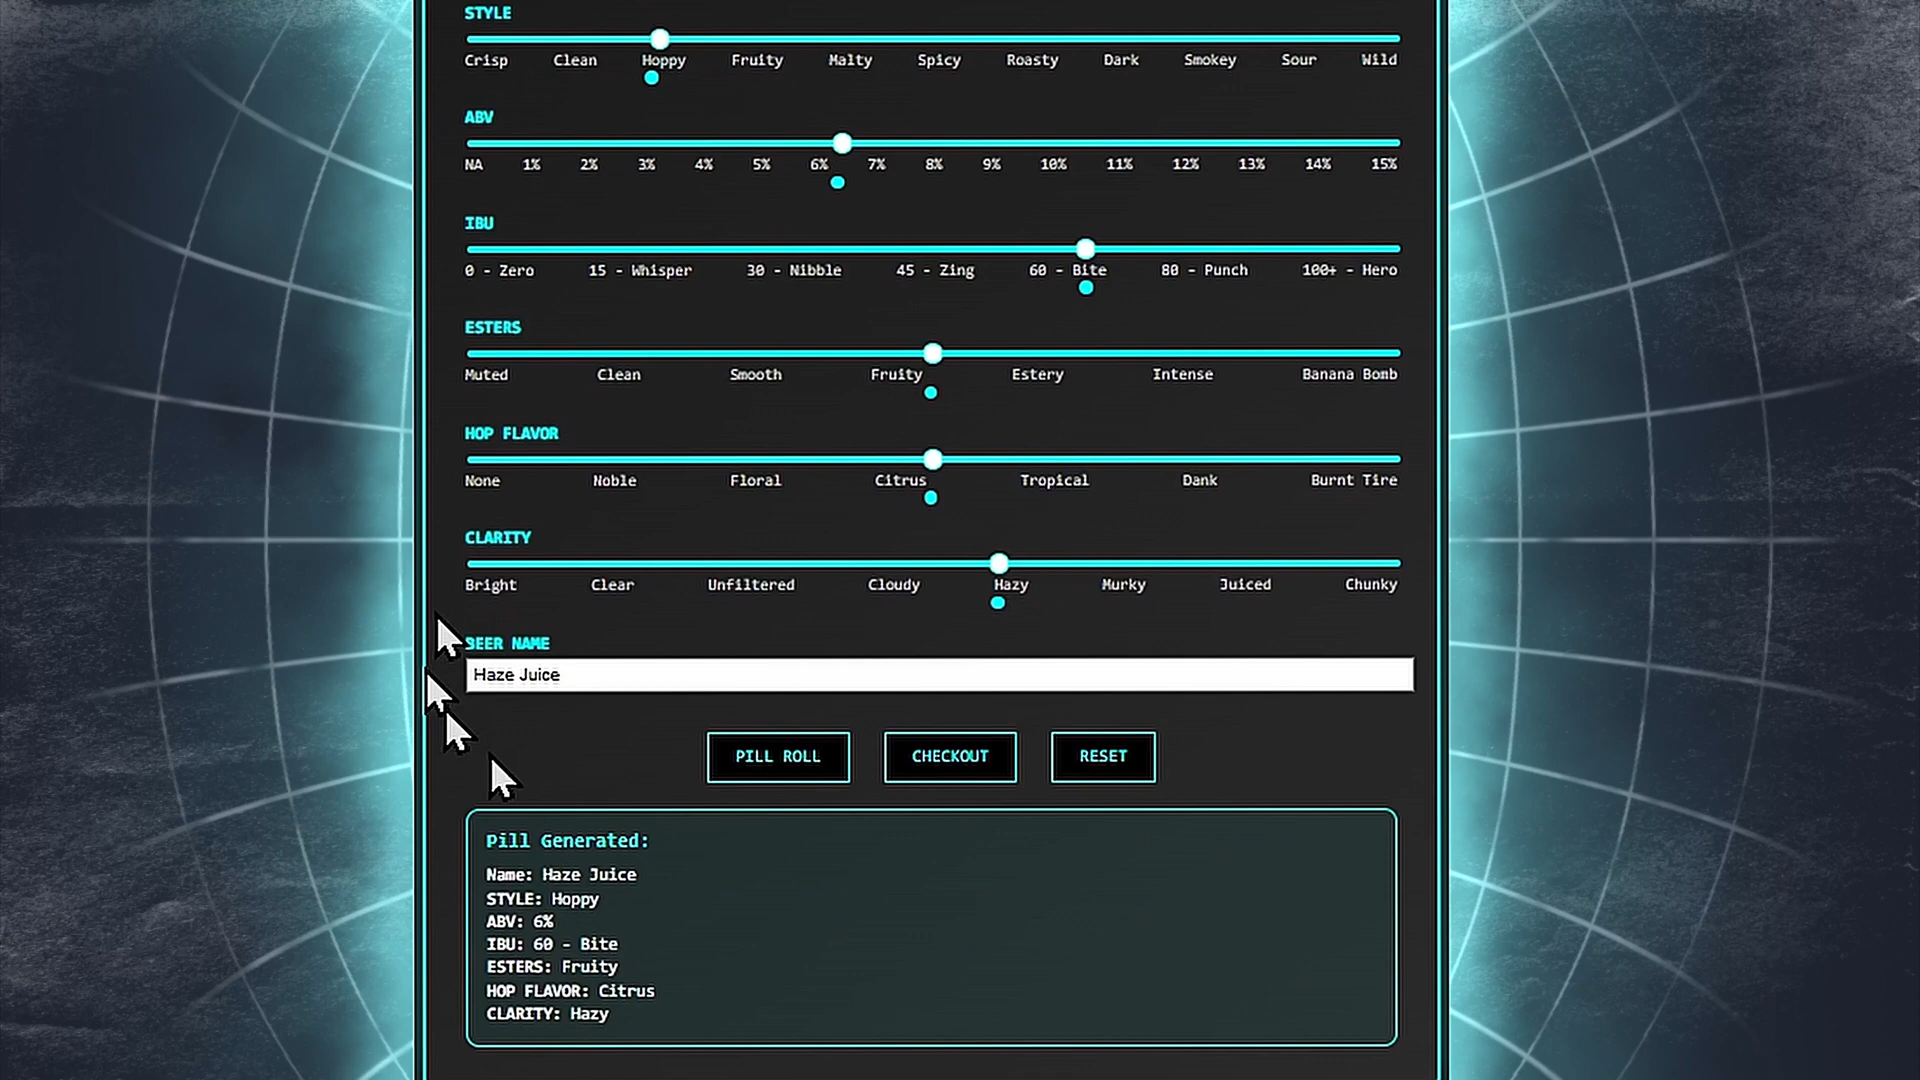 STYLE
Crisp Clean Hoppy Fruity Malty Spicy Roasty Dark Smokey Sour Wild
ABV
NA 1% 2% 3% 4% 5% 6% 7% 8% 9% 10% 11% 12% 13% 14% 15%
IBU
0 - Zero 15 - Whisper 30 - Nibble 45 - Zing 60 - Bite 80 - Punch 100+ - Hero
ESTERS
Muted Clean Smooth Fruity Estery Intense Banana Bomb
HOP FLAVOR
None Noble Floral Citrus Tropical Dank Burnt Tire
CLARITY
Bright Clear Unfiltered Cloudy Hazy Murky Juiced Chunky
BEER NAME
Haze Juice
PILL ROLL CHECKOUT RESET
Pill Generated:
Name: Haze Juice
STYLE: Hoppy
ABV: 6%
IBU: 60 - Bite
ESTERS: Fruity
HOP FLAVOR: Citrus
CLARITY: Hazy